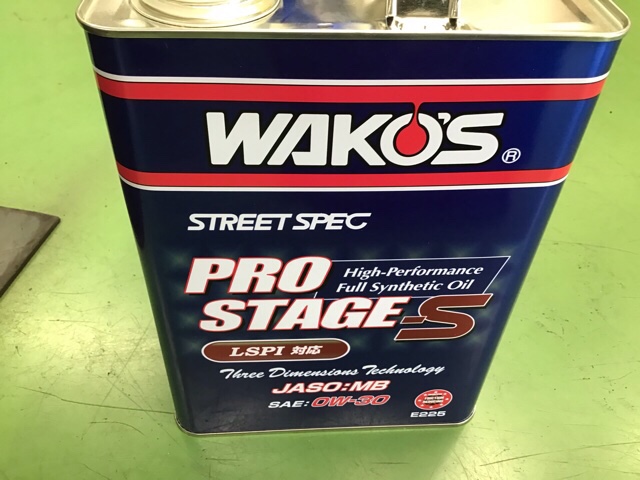 WAKO'S®
STREET SPEC
PRO
High-Performance
Full Synthetic Oil
STAGE-S
LSPI 対応
Three Dimensions Technology
JASO:MB
SAE: 0W-30
E225